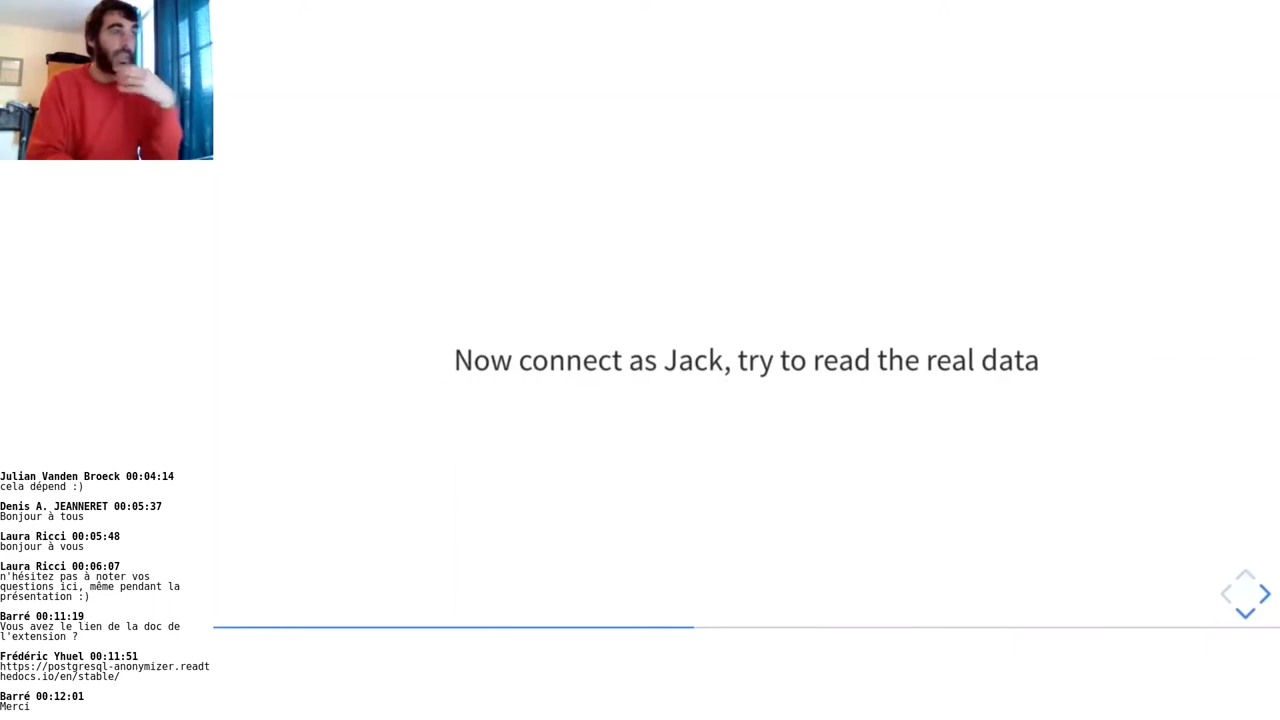 Now connect as Jack, try to read the real data
Julian Vanden Broeck 00:04:14
cela dépend :)
Denis A. JEANNERET 00:05:37
Bonjour à tous
Laura Ricci 00:05:48
bonjour à vous
Laura Ricci 00:06:07
n'hésitez pas à noter vos
questions ici, même pendant la
présentation :)
Barré 00:11:19
Vous avez le lien de la doc de
l'extension ?
Frédéric Yhuel 00:11:51
https://postgresql-anonymizer.readt
hedocs.io/en/stable/
Barré 00:12:01
Merci